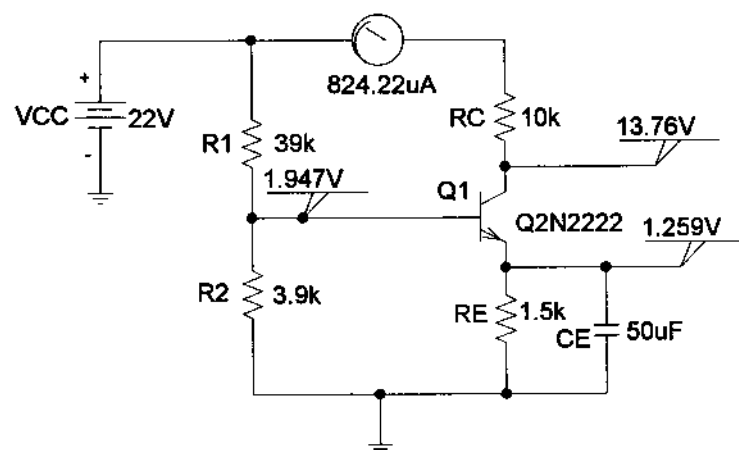 824.22uA
+
VCC 22V
-
R1 39k
RC 10k
13.76V
1.947V
Q1
Q2N2222
1.259V
R2 3.9k
RE 1.5k
CE 50uF